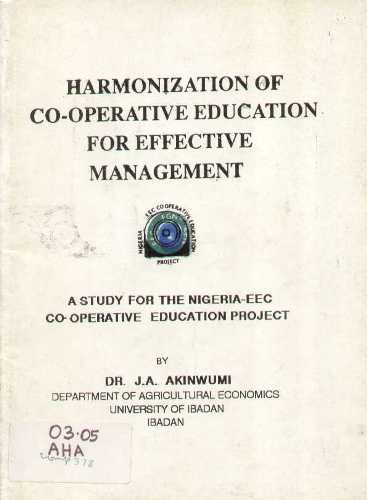 HARMONIZATION OF
CO-OPERATIVE EDUCATION
FOR EFFECTIVE
MANAGEMENT
NIGERIA EEC CO OPERATIVE EDUCATION
PROJECT
A STUDY FOR THE NIGERIA-EEC
CO-OPERATIVE EDUCATION PROJECT
BY
DR. J.A. AKINWUMI
DEPARTMENT OF AGRICULTURAL ECONOMICS
UNIVERSITY OF IBADAN
IBADAN
03.05
AHA